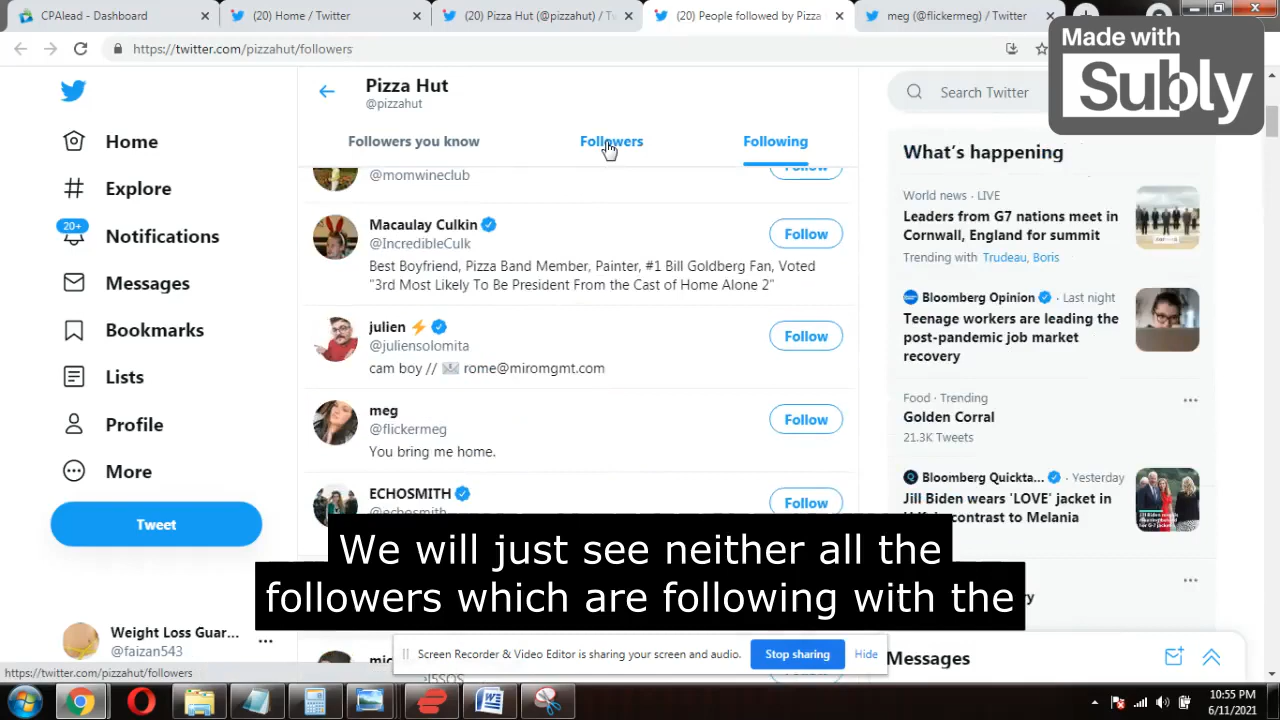 CPAlead - Dashboard
(20) Home / Twitter
(20) Pizza Hut (@pizzahut) / T
(20) People followed by Pizza
meg (@flickermeg) / Twitter
https://twitter.com/pizzahut/followers
Made with
Subly
Pizza Hut
@pizzahut
Search Twitter
Followers you know
Followers
Following
Home
Explore
20+
Notifications
Messages
Bookmarks
Lists
Profile
More
Tweet
Weight Loss Guar...
@faizan543
@momwineclub
Follow
Macaulay Culkin
@IncredibleCulk
Follow
Best Boyfriend, Pizza Band Member, Painter, #1 Bill Goldberg Fan, Voted
"3rd Most Likely To Be President From the Cast of Home Alone 2"
julien
@juliensolomita
Follow
cam boy // rome@miromgmt.com
meg
@flickermeg
Follow
You bring me home.
ECHOSMITH
@echosmith
Follow
What's happening
World news · LIVE
Leaders from G7 nations meet in
Cornwall, England for summit
Trending with Trudeau, Boris
Bloomberg Opinion · Last night
Teenage workers are leading the
post-pandemic job market
recovery
Food · Trending
Golden Corral
21.3K Tweets
Bloomberg Quickta... · Yesterday
Jill Biden wears 'LOVE' jacket in
contrast to Melania
We will just see neither all the
followers which are following with the
Screen Recorder & Video Editor is sharing your screen and audio.
Stop sharing
Hide
Messages
https://twitter.com/pizzahut/followers
10:55 PM
6/11/2021